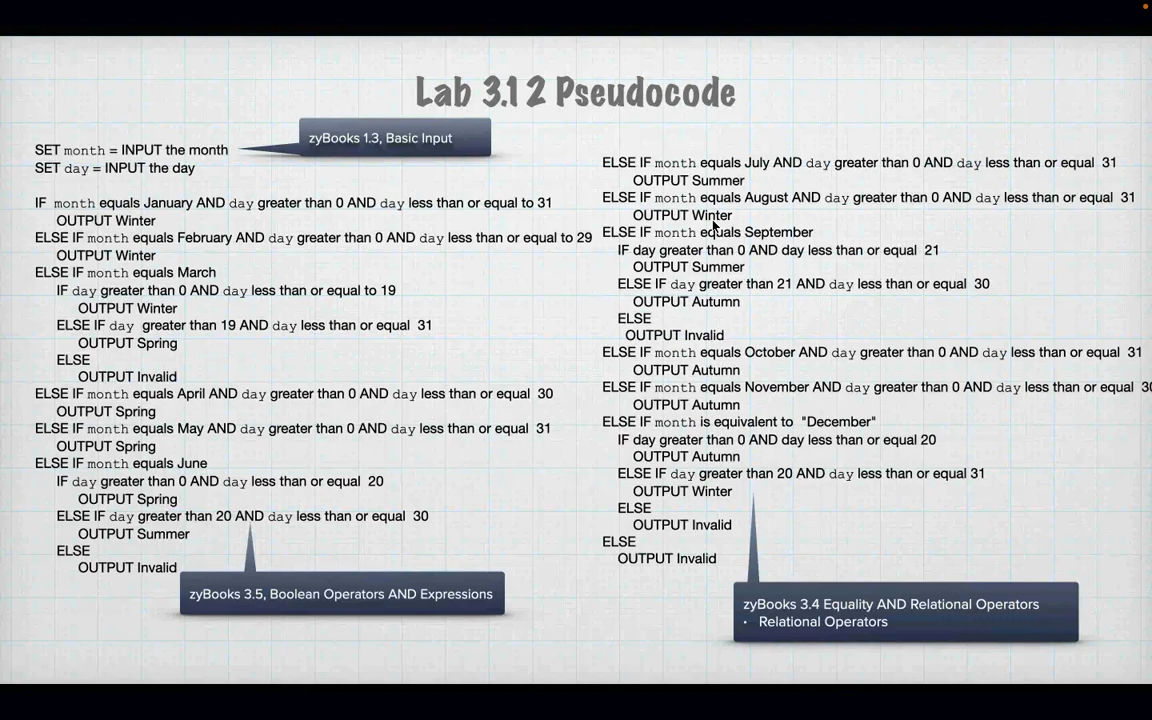 Lab 3.12 Pseudocode
zyBooks 1.3, Basic Input
SET month = INPUT the month
SET day = INPUT the day
IF month equals January AND day greater than 0 AND day less than or equal to 31
OUTPUT Winter
ELSE IF month equals February AND day greater than 0 AND day less than or equal to 29
OUTPUT Winter
ELSE IF month equals March
IF day greater than 0 AND day less than or equal to 19
OUTPUT Winter
ELSE IF day greater than 19 AND day less than or equal 31
OUTPUT Spring
ELSE
OUTPUT Invalid
ELSE IF month equals April AND day greater than 0 AND day less than or equal 30
OUTPUT Spring
ELSE IF month equals May AND day greater than 0 AND day less than or equal 31
OUTPUT Spring
ELSE IF month equals June
IF day greater than 0 AND day less than or equal 20
OUTPUT Spring
ELSE IF day greater than 20 AND day less than or equal 30
OUTPUT Summer
ELSE
OUTPUT Invalid
zyBooks 3.5, Boolean Operators AND Expressions
ELSE IF month equals July AND day greater than 0 AND day less than or equal 31
OUTPUT Summer
ELSE IF month equals August AND day greater than 0 AND day less than or equal 31
OUTPUT Winter
ELSE IF month equals September
IF day greater than 0 AND day less than or equal 21
OUTPUT Summer
ELSE IF day greater than 21 AND day less than or equal 30
OUTPUT Autumn
ELSE
OUTPUT Invalid
ELSE IF month equals October AND day greater than 0 AND day less than or equal 31
OUTPUT Autumn
ELSE IF month equals November AND day greater than 0 AND day less than or equal 30
OUTPUT Autumn
ELSE IF month is equivalent to "December"
IF day greater than 0 AND day less than or equal 20
OUTPUT Autumn
ELSE IF day greater than 20 AND day less than or equal 31
OUTPUT Winter
ELSE
OUTPUT Invalid
ELSE
OUTPUT Invalid
zyBooks 3.4 Equality AND Relational Operators
• Relational Operators